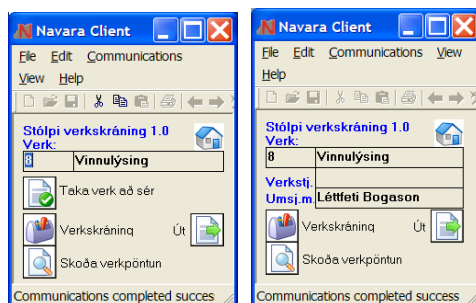 Navara Client
File Edit Communications
View Help
Stólpi verkskráning 1.0
Verk:
8 Vinnulýsing
Taka verk að sér
Verkskráning Út
Skoða verkpöntun
Communications completed succes
Navara Client
File Edit Communications View
Help
Stólpi verkskráning 1.0
Verk:
8 Vinnulýsing
Verkstj.
Umsj.m. Léttfeti Bogason
Verkskráning Út
Skoða verkpöntun
Communications completed success